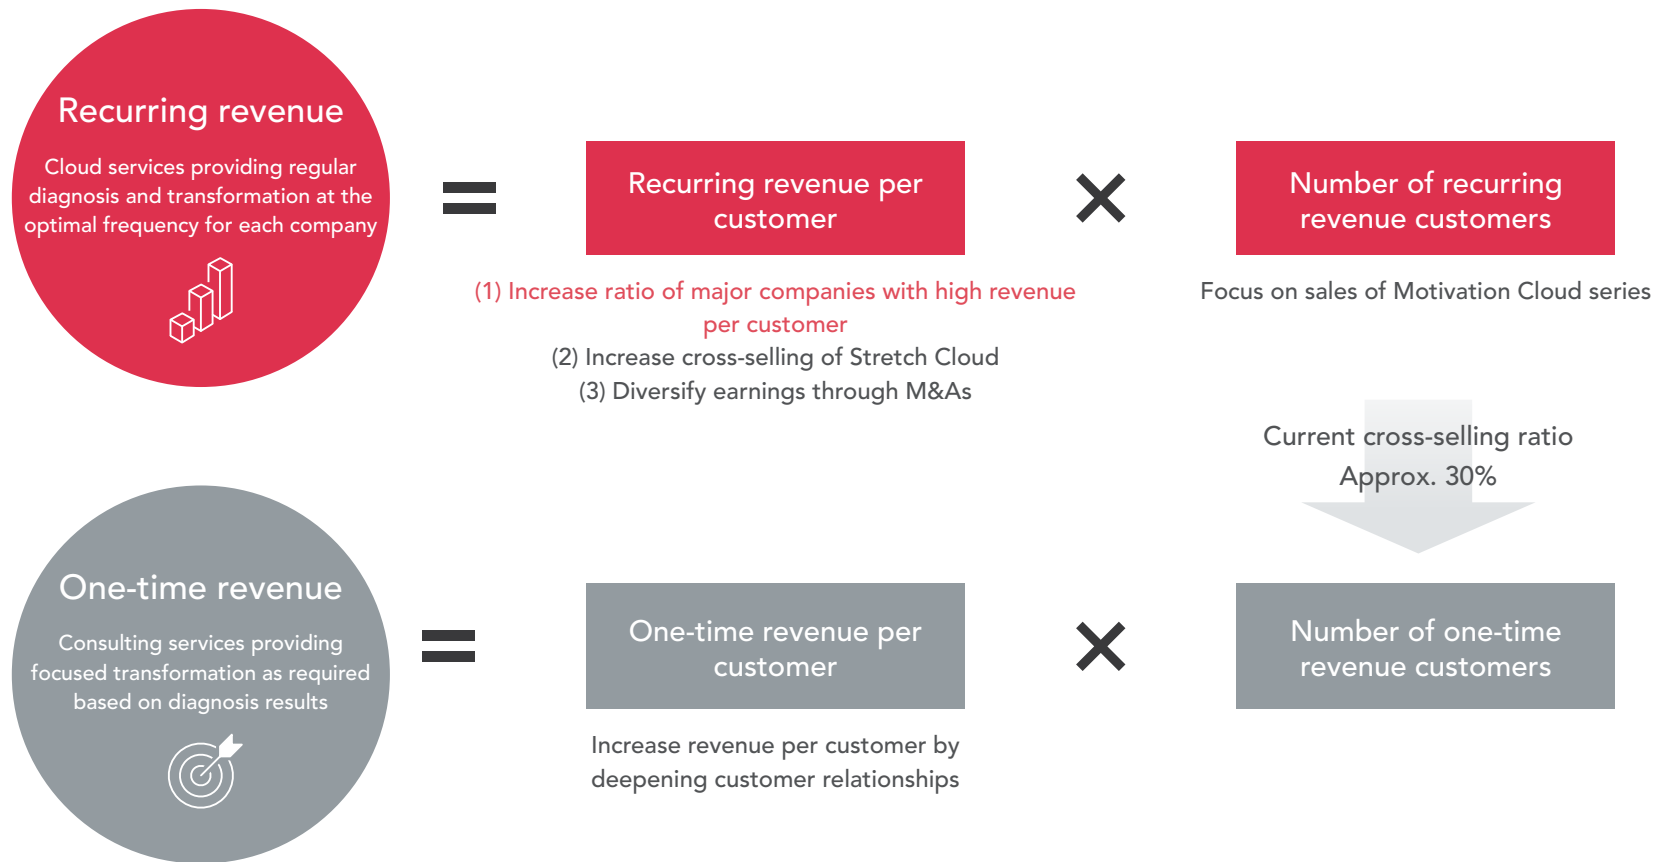 Recurring revenue
Cloud services providing regular
diagnosis and transformation at the
optimal frequency for each company
=
Recurring revenue per
customer
×
Number of recurring
revenue customers
(1) Increase ratio of major companies with high revenue
per customer
(2) Increase cross-selling of Stretch Cloud
(3) Diversify earnings through M&As
Focus on sales of Motivation Cloud series
Current cross-selling ratio
Approx. 30%
One-time revenue
Consulting services providing
focused transformation as required
based on diagnosis results
=
One-time revenue per
customer
×
Number of one-time
revenue customers
Increase revenue per customer by
deepening customer relationships